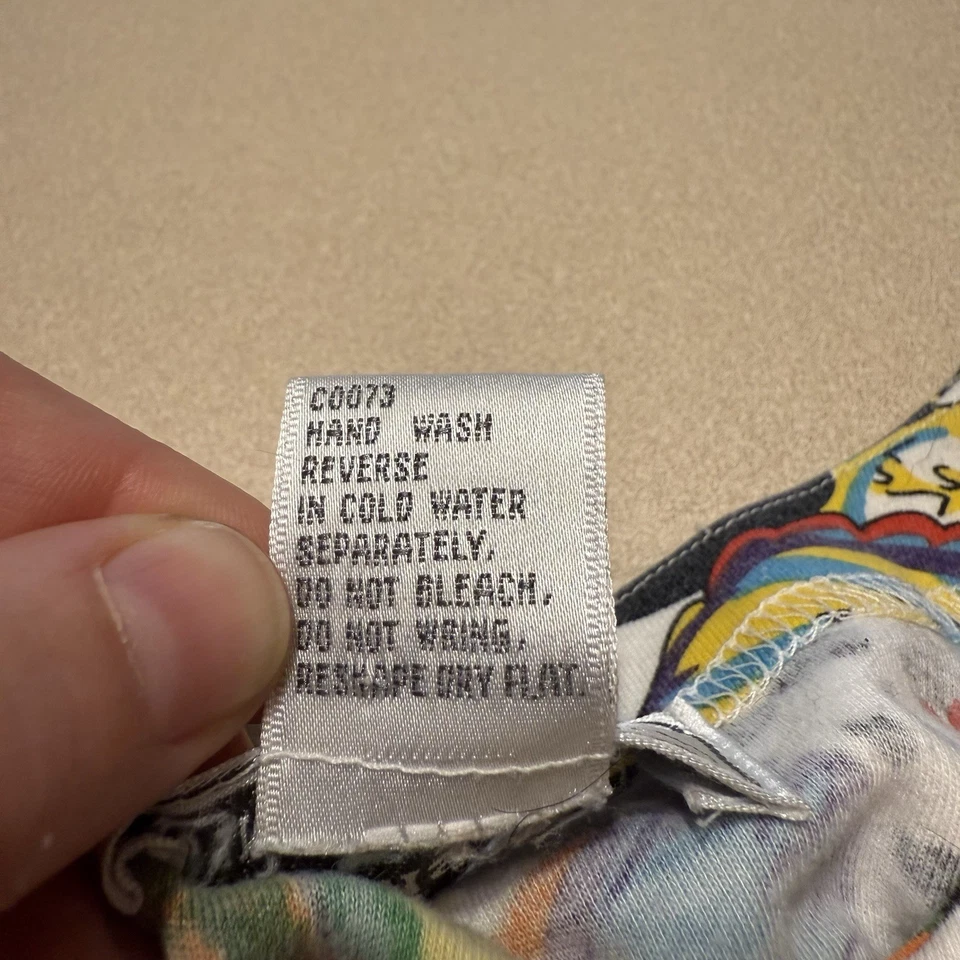 C0073
HAND WASH
REVERSE
IN COLD WATER
SEPARATELY.
DO NOT BLEACH.
DO NOT WRING.
RESHAPE DRY FLAT.